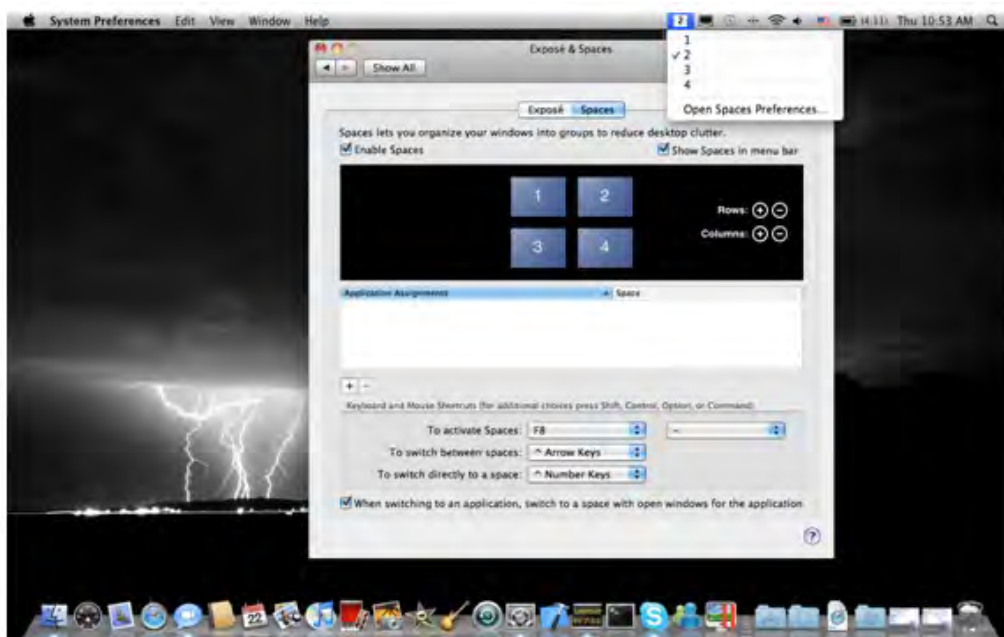 System Preferences Edit View Window Help
2 (4:11) Thu 10:53 AM
1
✓ 2
3
4
Open Spaces Preferences...
Exposé & Spaces
Show All
Exposé Spaces
Spaces lets you organize your windows into groups to reduce desktop clutter.
Enable Spaces Show Spaces in menu bar
1 2
Rows:
3 4
Columns:
Application Assignments Space
+ -
Keyboard and Mouse Shortcuts (for additional choices press Shift, Control, Option, or Command)
To activate Spaces: F8 -
To switch between spaces: ^ Arrow Keys
To switch directly to a space: ^ Number Keys
When switching to an application, switch to a space with open windows for the application
?
22